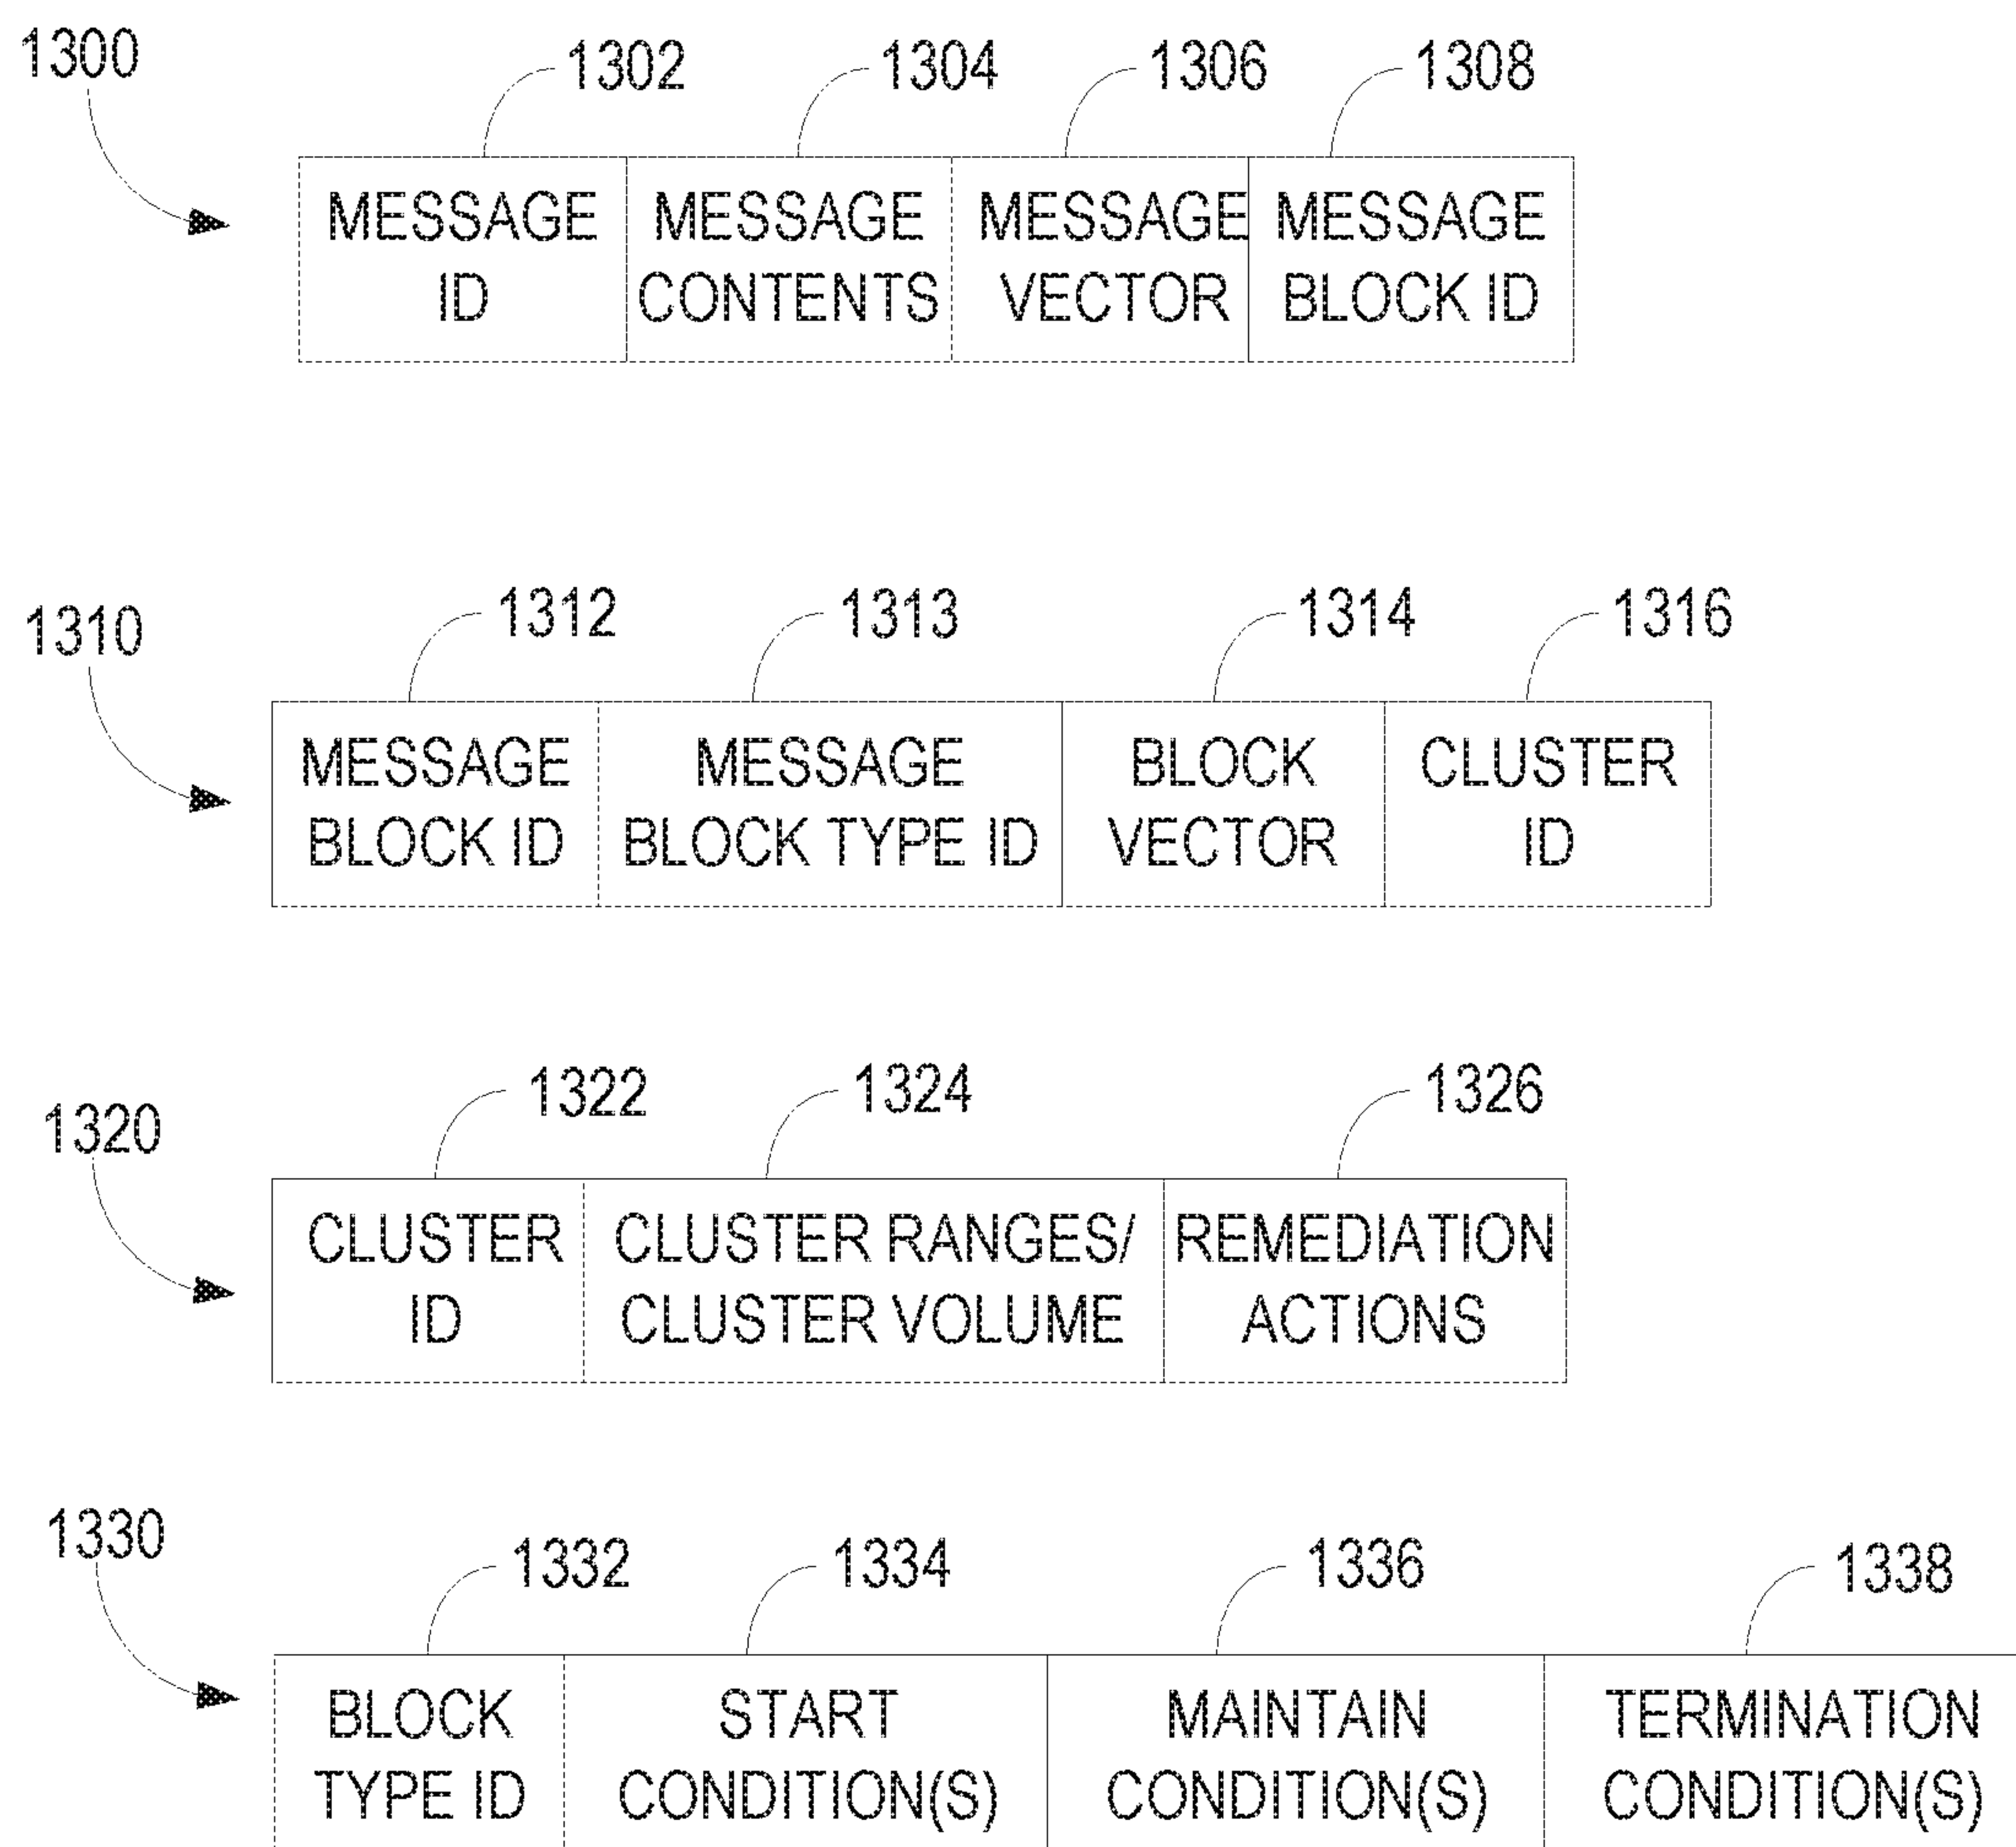 1300
1302 1304 1306 1308
MESSAGE MESSAGE MESSAGE MESSAGE
ID CONTENTS VECTOR BLOCK ID
1310
1312 1313 1314 1316
MESSAGE MESSAGE BLOCK CLUSTER
BLOCK ID BLOCK TYPE ID VECTOR ID
1320
1322 1324 1326
CLUSTER CLUSTER RANGES/ REMEDIATION
ID CLUSTER VOLUME ACTIONS
1330
1332 1334 1336 1338
BLOCK START MAINTAIN TERMINATION
TYPE ID CONDITION(S) CONDITION(S) CONDITION(S)